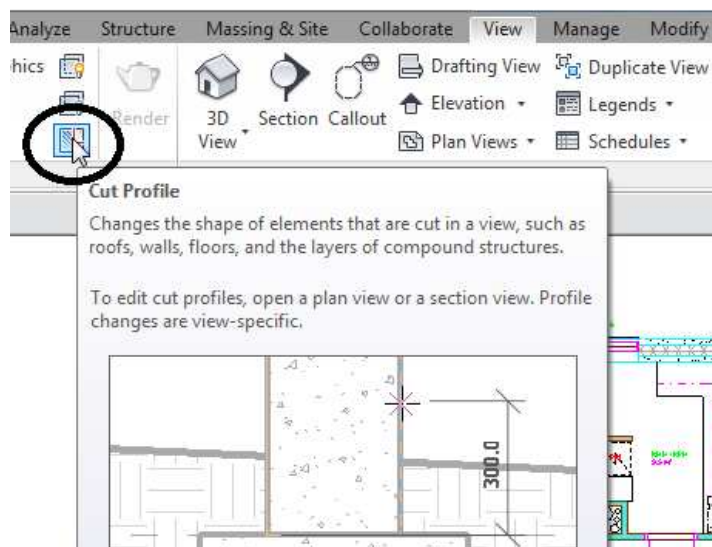 Analyze Structure Massing & Site Collaborate View Manage Modify
hics
Render
3D
View
Section Callout
Drafting View
Elevation
Plan Views
Duplicate View
Legends
Schedules
Cut Profile
Changes the shape of elements that are cut in a view, such as
roofs, walls, floors, and the layers of compound structures.
To edit cut profiles, open a plan view or a section view. Profile
changes are view-specific.
300.0